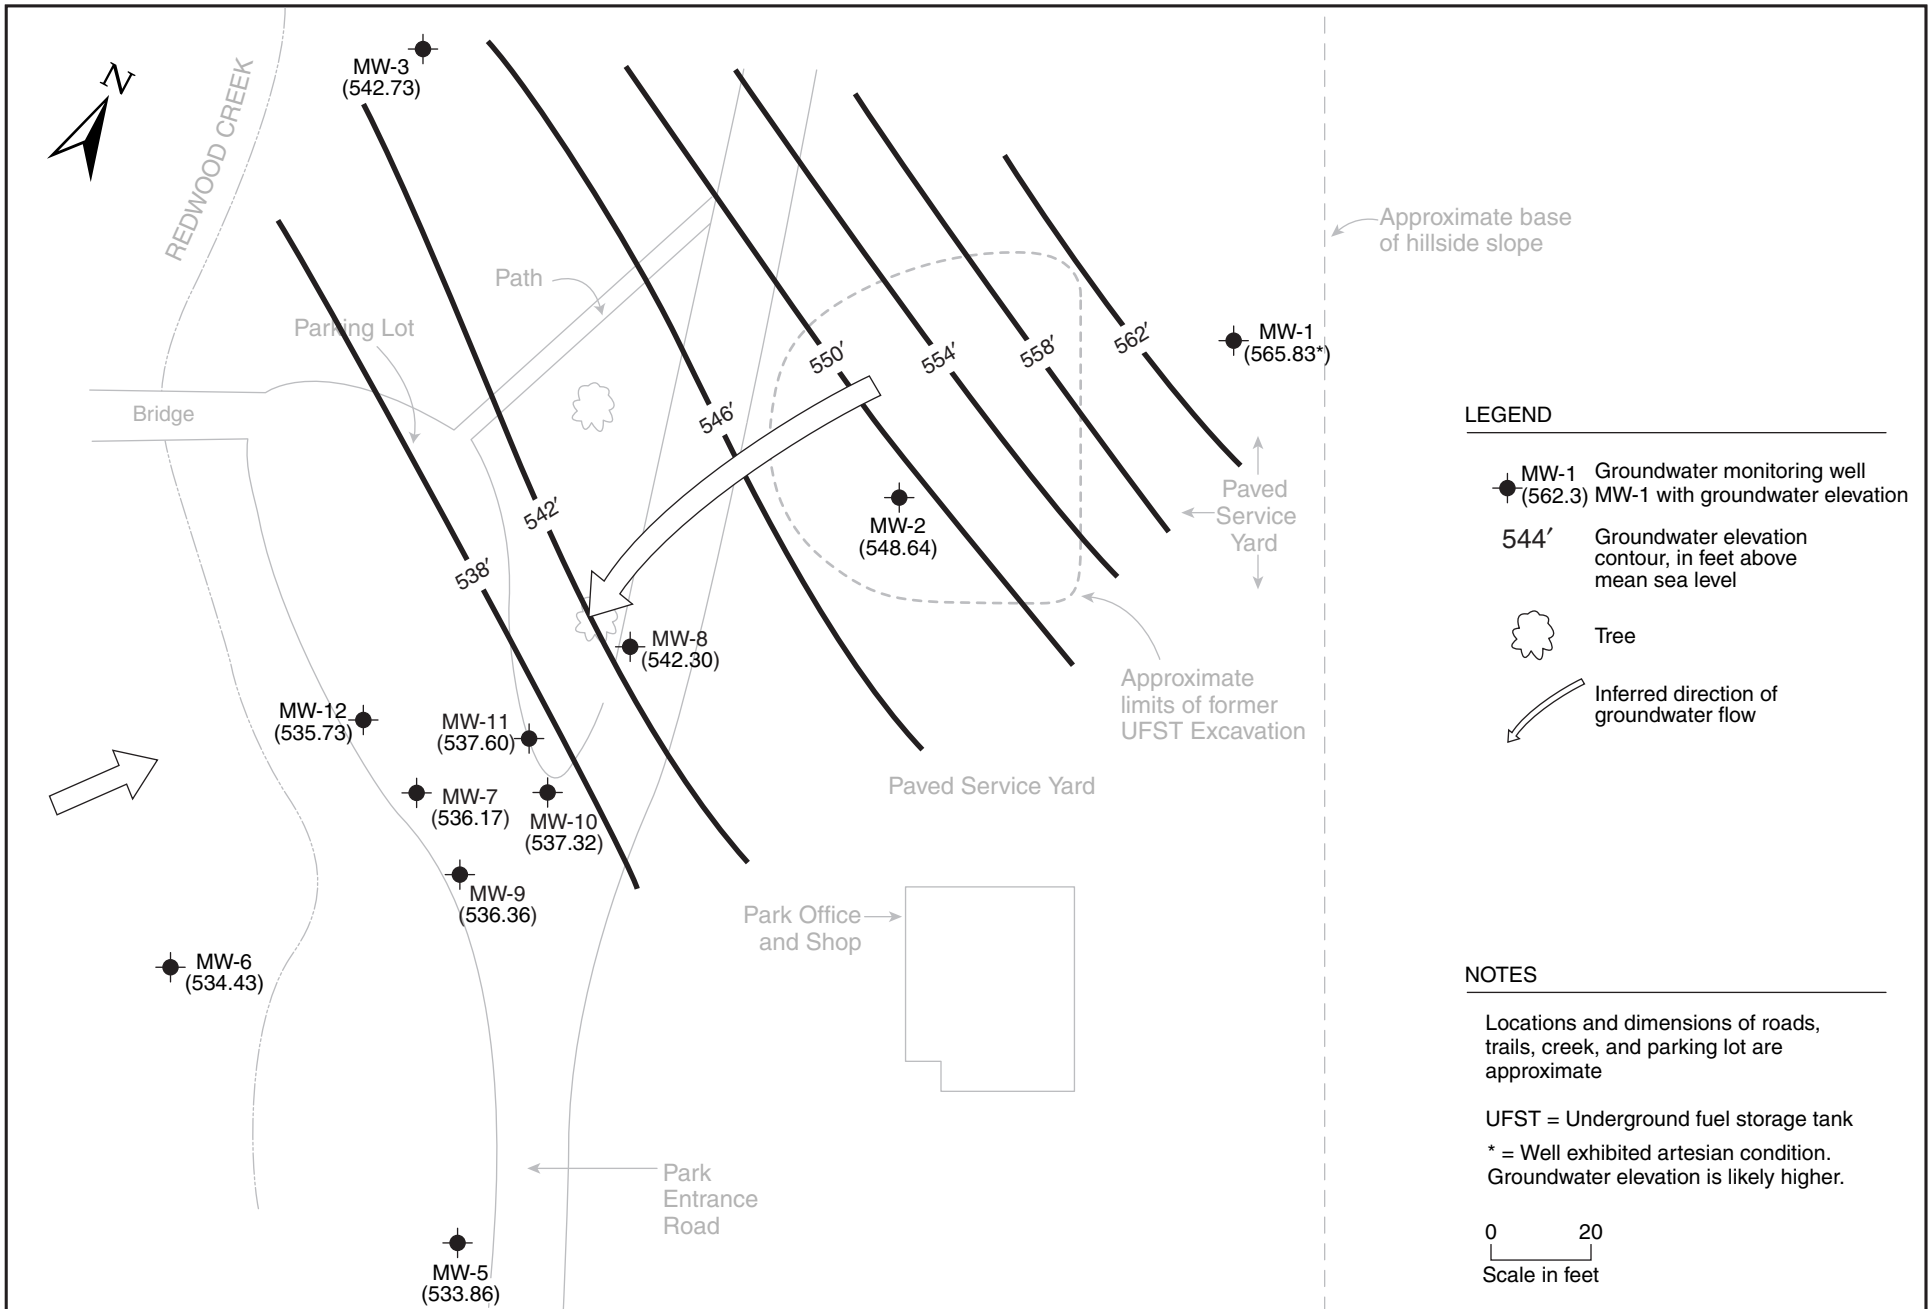 N
REDWOOD CREEK
MW-3
(542.73)
Path
Parking Lot
Bridge
Approximate base
of hillside slope
MW-1
(565.83*)
562′
558′
554′
550′
546′
542′
538′
MW-2
(548.64)
Paved
Service
Yard
MW-8
(542.30)
Approximate
limits of former
UFST Excavation
MW-12
(535.73)
MW-11
(537.60)
MW-7
(536.17)
MW-10
(537.32)
Paved Service Yard
MW-9
(536.36)
Park Office
and Shop
MW-6
(534.43)
Park
Entrance
Road
MW-5
(533.86)
LEGEND
MW-1 Groundwater monitoring well
(562.3) MW-1 with groundwater elevation
544′ Groundwater elevation
contour, in feet above
mean sea level
Tree
Inferred direction of
groundwater flow
NOTES
Locations and dimensions of roads,
trails, creek, and parking lot are
approximate
UFST = Underground fuel storage tank
* = Well exhibited artesian condition.
Groundwater elevation is likely higher.
0 20
Scale in feet